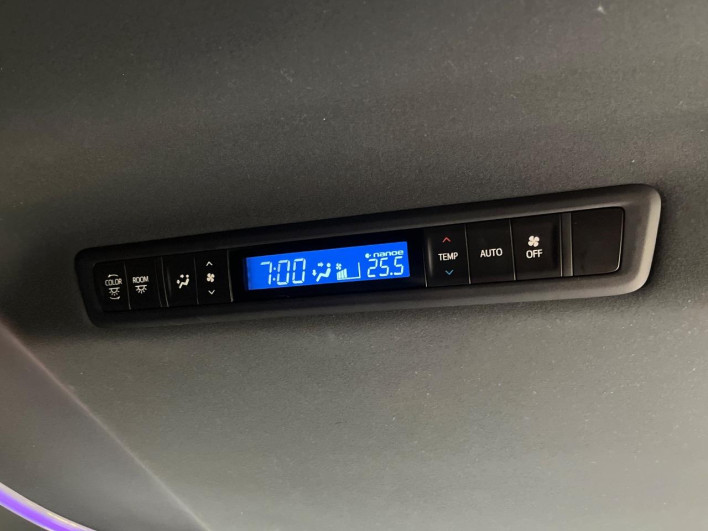 COLOR
ROOM
7:00
nanoe
25.5
TEMP
AUTO
OFF